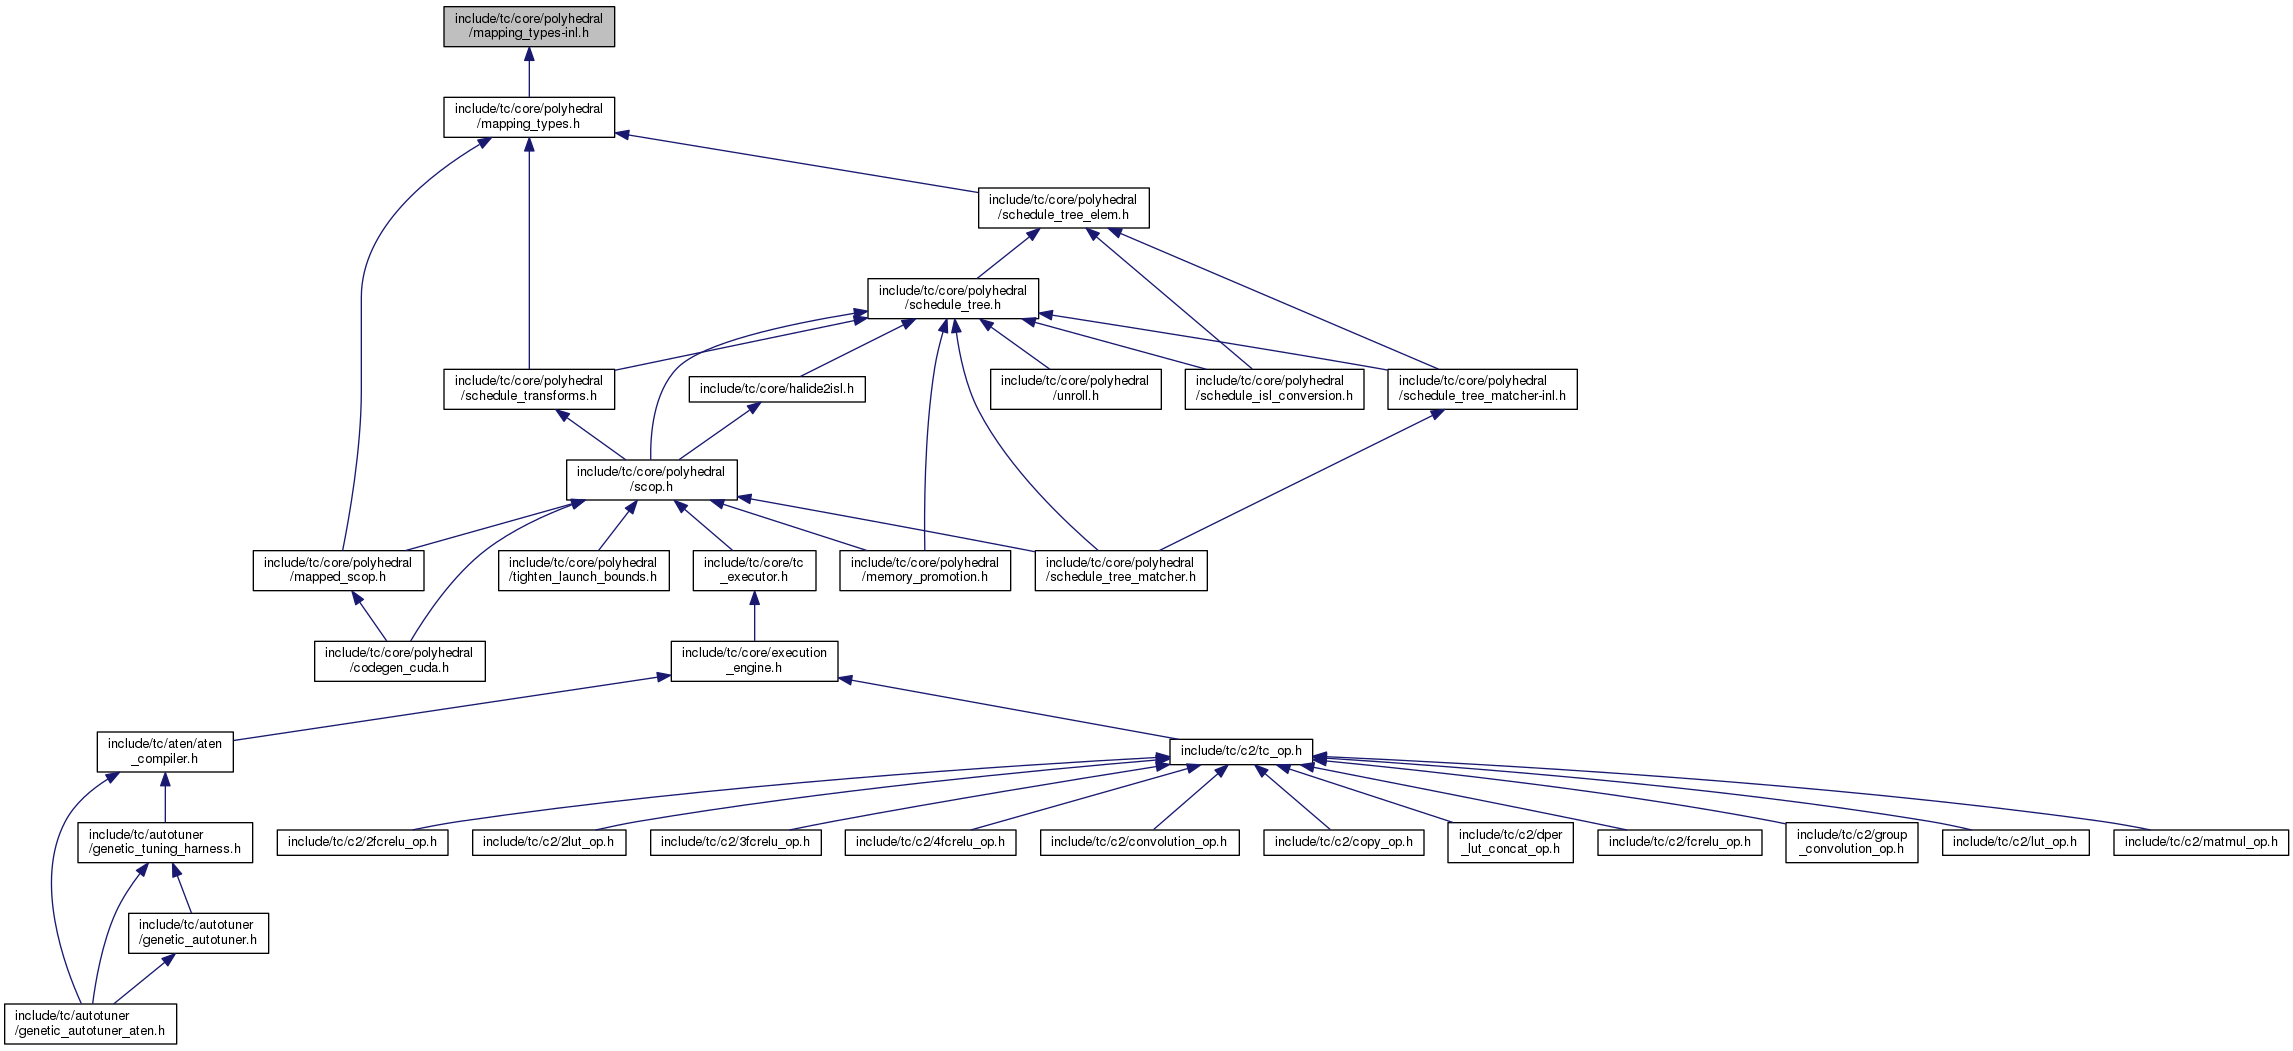 include/tc/core/polyhedral
/mapping_types-inl.h
include/tc/core/polyhedral
/mapping_types.h
include/tc/core/polyhedral
/schedule_tree_elem.h
include/tc/core/polyhedral
/schedule_tree.h
include/tc/core/polyhedral
/schedule_transforms.h
include/tc/core/halide2isl.h
include/tc/core/polyhedral
/unroll.h
include/tc/core/polyhedral
/schedule_isl_conversion.h
include/tc/core/polyhedral
/schedule_tree_matcher-inl.h
include/tc/core/polyhedral
/scop.h
include/tc/core/polyhedral
/mapped_scop.h
include/tc/core/polyhedral
/tighten_launch_bounds.h
include/tc/core/tc
_executor.h
include/tc/core/polyhedral
/memory_promotion.h
include/tc/core/polyhedral
/schedule_tree_matcher.h
include/tc/core/polyhedral
/codegen_cuda.h
include/tc/core/execution
_engine.h
include/tc/aten/aten
_compiler.h
include/tc/c2/tc_op.h
include/tc/autotuner
/genetic_tuning_harness.h
include/tc/c2/2fcrelu_op.h
include/tc/c2/2lut_op.h
include/tc/c2/3fcrelu_op.h
include/tc/c2/4fcrelu_op.h
include/tc/c2/convolution_op.h
include/tc/c2/copy_op.h
include/tc/c2/dper
_lut_concat_op.h
include/tc/c2/fcrelu_op.h
include/tc/c2/group
_convolution_op.h
include/tc/c2/lut_op.h
include/tc/c2/matmul_op.h
include/tc/autotuner
/genetic_autotuner.h
include/tc/autotuner
/genetic_autotuner_aten.h